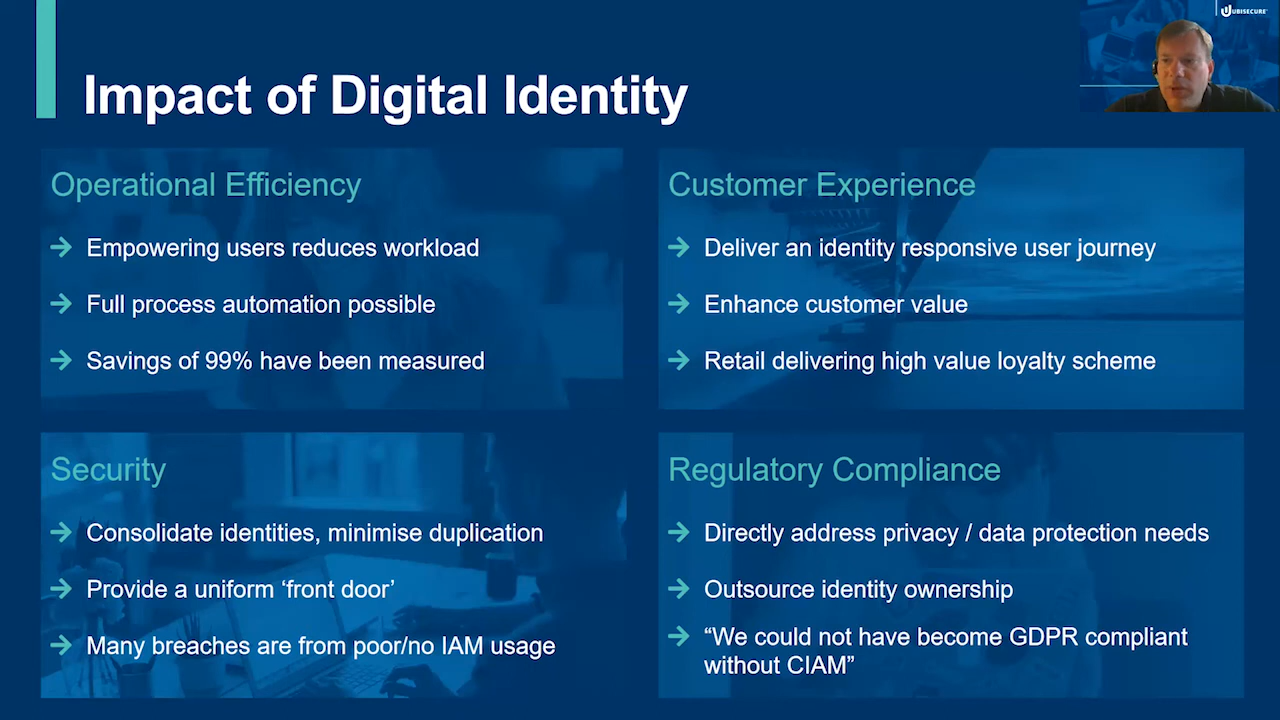 UBISECURE
Impact of Digital Identity
Operational Efficiency
Empowering users reduces workload
Full process automation possible
Savings of 99% have been measured
Customer Experience
Deliver an identity responsive user journey
Enhance customer value
Retail delivering high value loyalty scheme
Security
Consolidate identities, minimise duplication
Provide a uniform ‘front door’
Many breaches are from poor/no IAM usage
Regulatory Compliance
Directly address privacy / data protection needs
Outsource identity ownership
“We could not have become GDPR compliant
without CIAM”